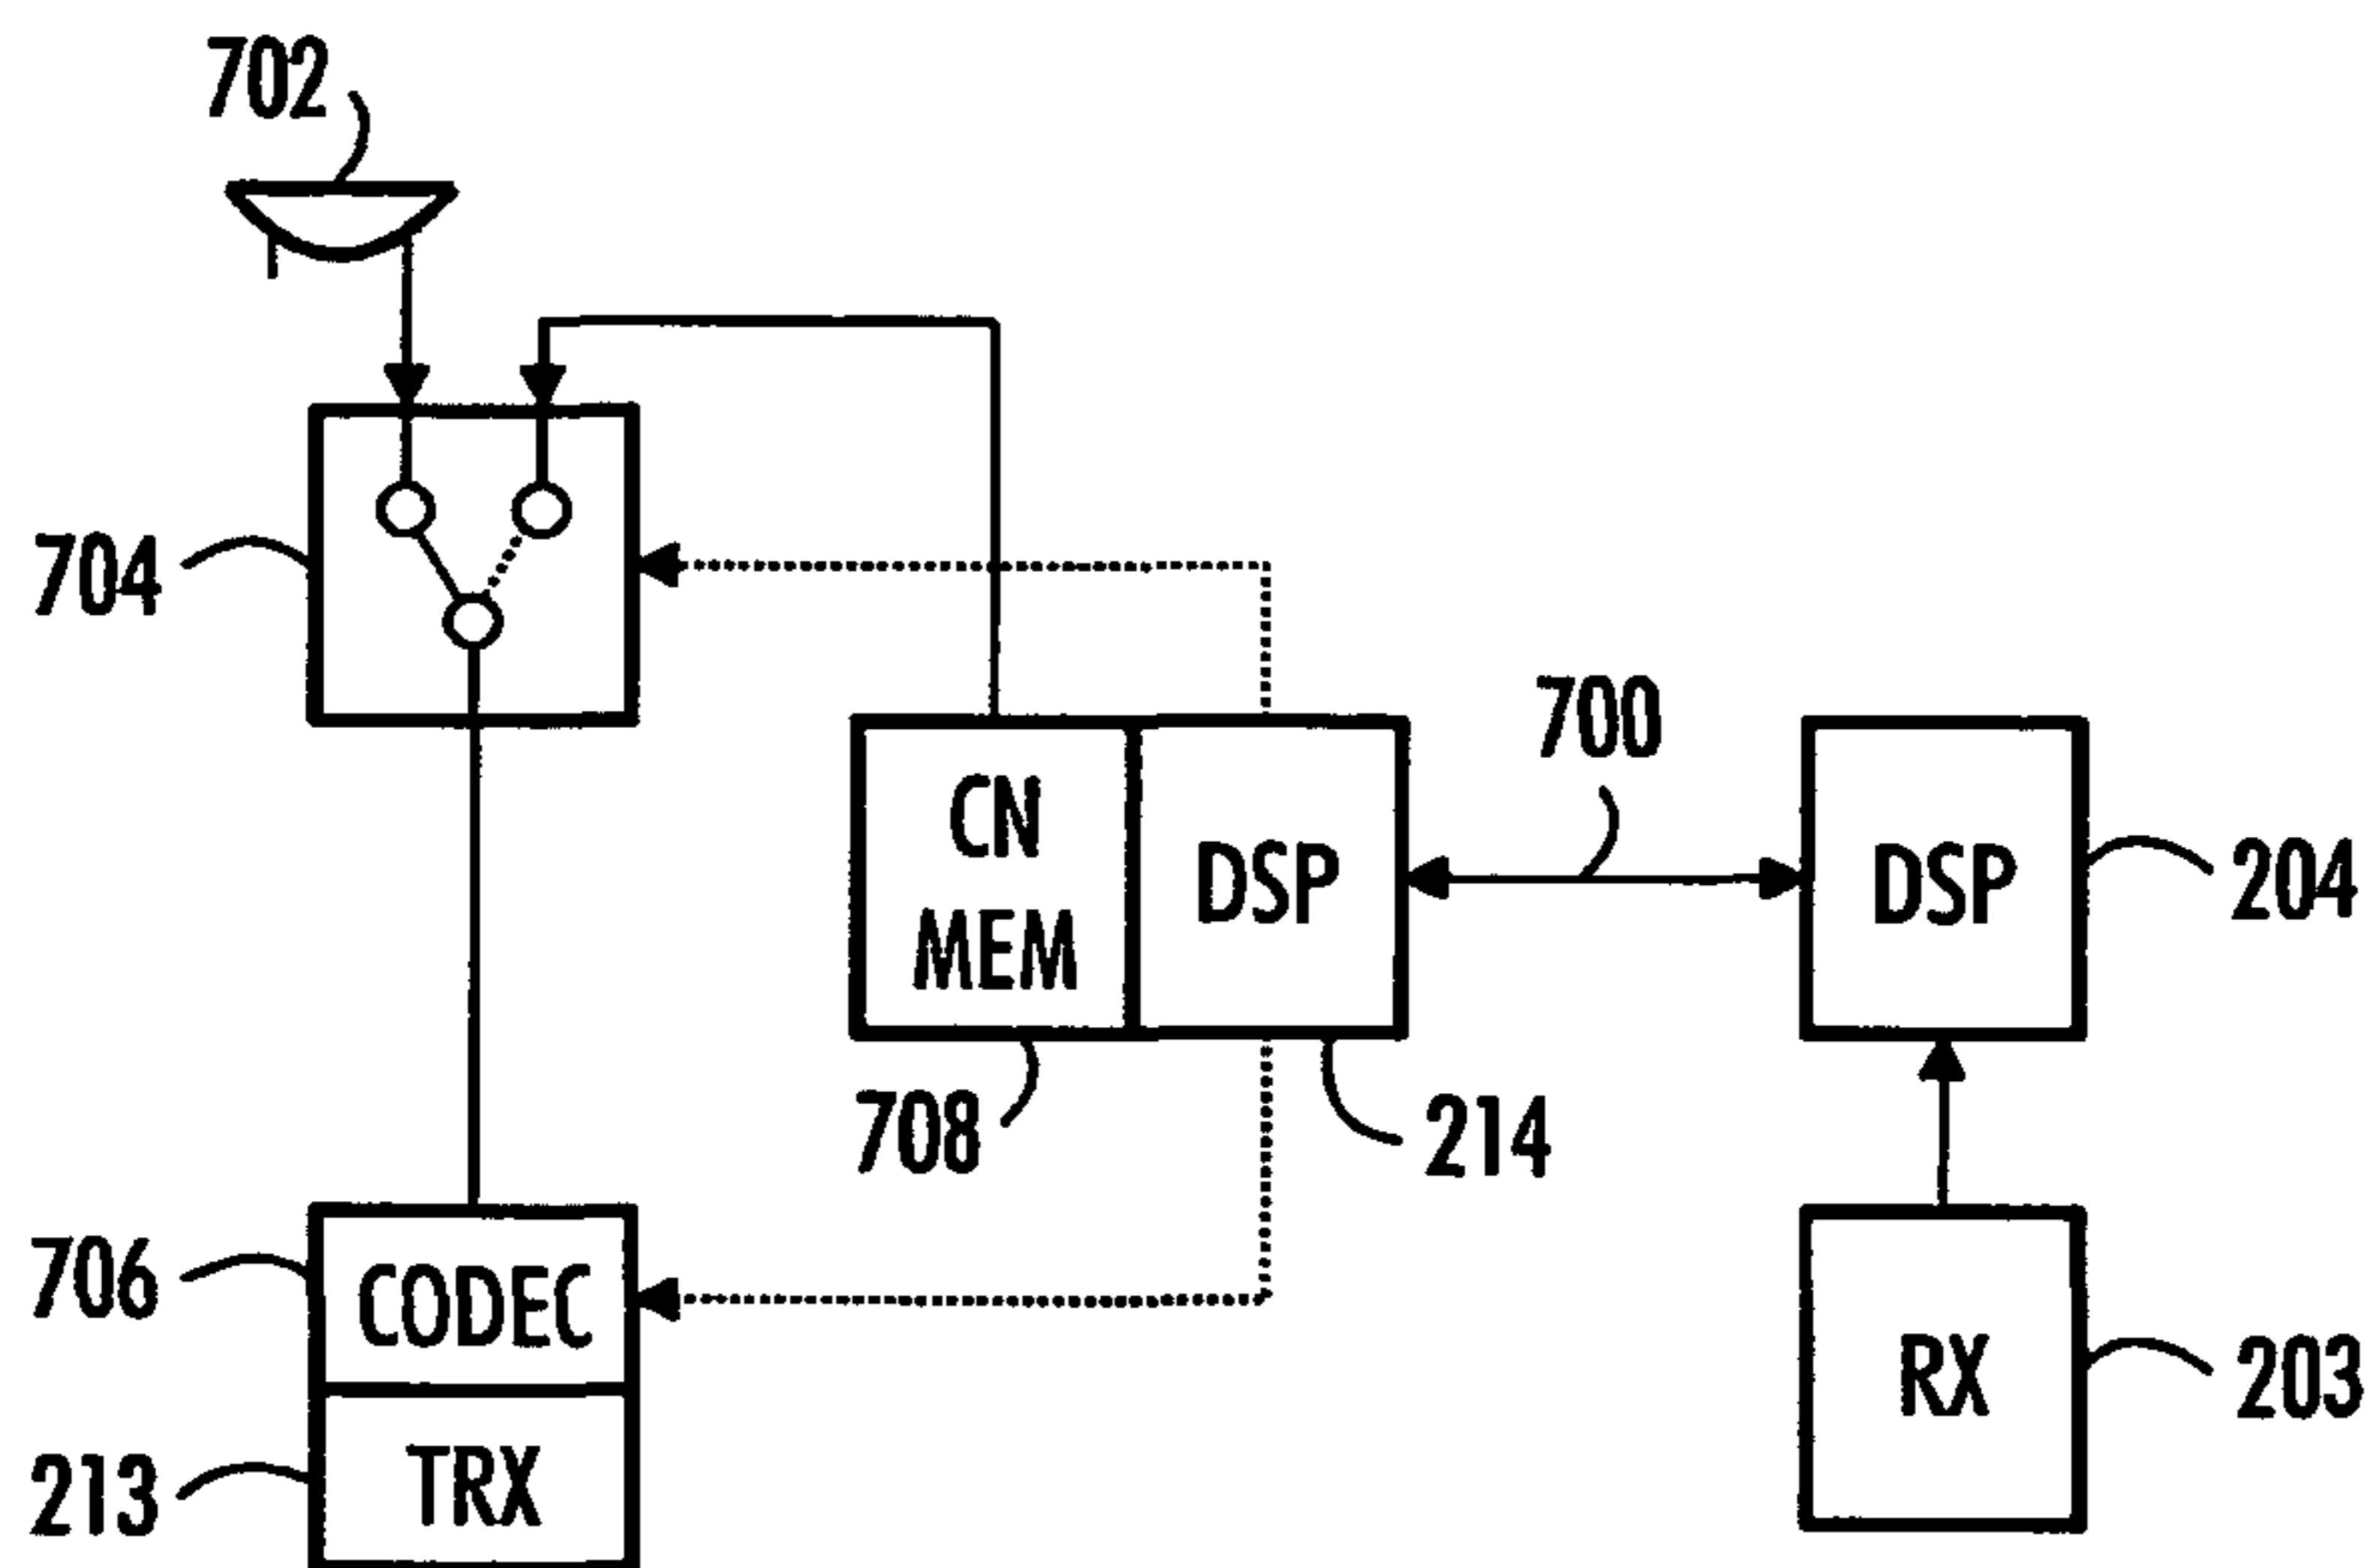 702
704
700
CN
MEM
DSP
DSP
204
708
214
706
CODEC
RX
203
213
TRX